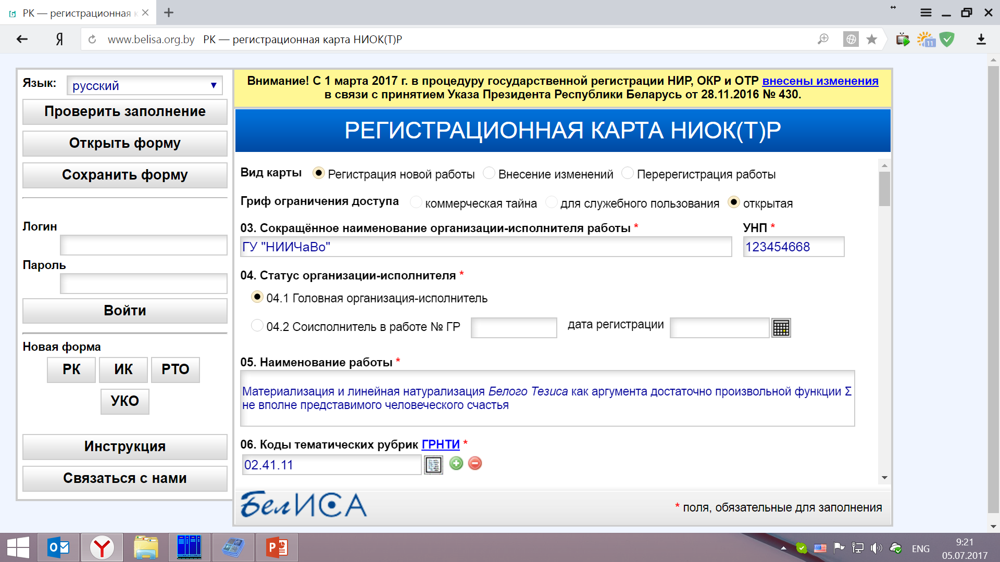 РК — регистрационная к
www.belisa.org.by РК — регистрационная карта НИОК(Т)Р
11
Язык:
русский
Проверить заполнение
Открыть форму
Сохранить форму
Логин
Пароль
Войти
Новая форма
РК ИК РТО
УКО
Инструкция
Связаться с нами
Внимание! С 1 марта 2017 г. в процедуру государственной регистрации НИР, ОКР и ОТР внесены изменения
в связи с принятием Указа Президента Республики Беларусь от 28.11.2016 № 430.
РЕГИСТРАЦИОННАЯ КАРТА НИОК(Т)Р
Вид карты Регистрация новой работы Внесение изменений Перерегистрация работы
Гриф ограничения доступа коммерческая тайна для служебного пользования открытая
03. Сокращённое наименование организации-исполнителя работы * УНП *
ГУ "НИИЧаВо" 123454668
04. Статус организации-исполнителя *
04.1 Головная организация-исполнитель
04.2 Соисполнитель в работе № ГР дата регистрации
05. Наименование работы *
Материализация и линейная натурализация Белого Тезиса как аргумента достаточно произвольной функции Σ
не вполне представимого человеческого счастья
06. Коды тематических рубрик ГРНТИ *
02.41.11
БелИСА
* поля, обязательные для заполнения
ENG
9:21
05.07.2017